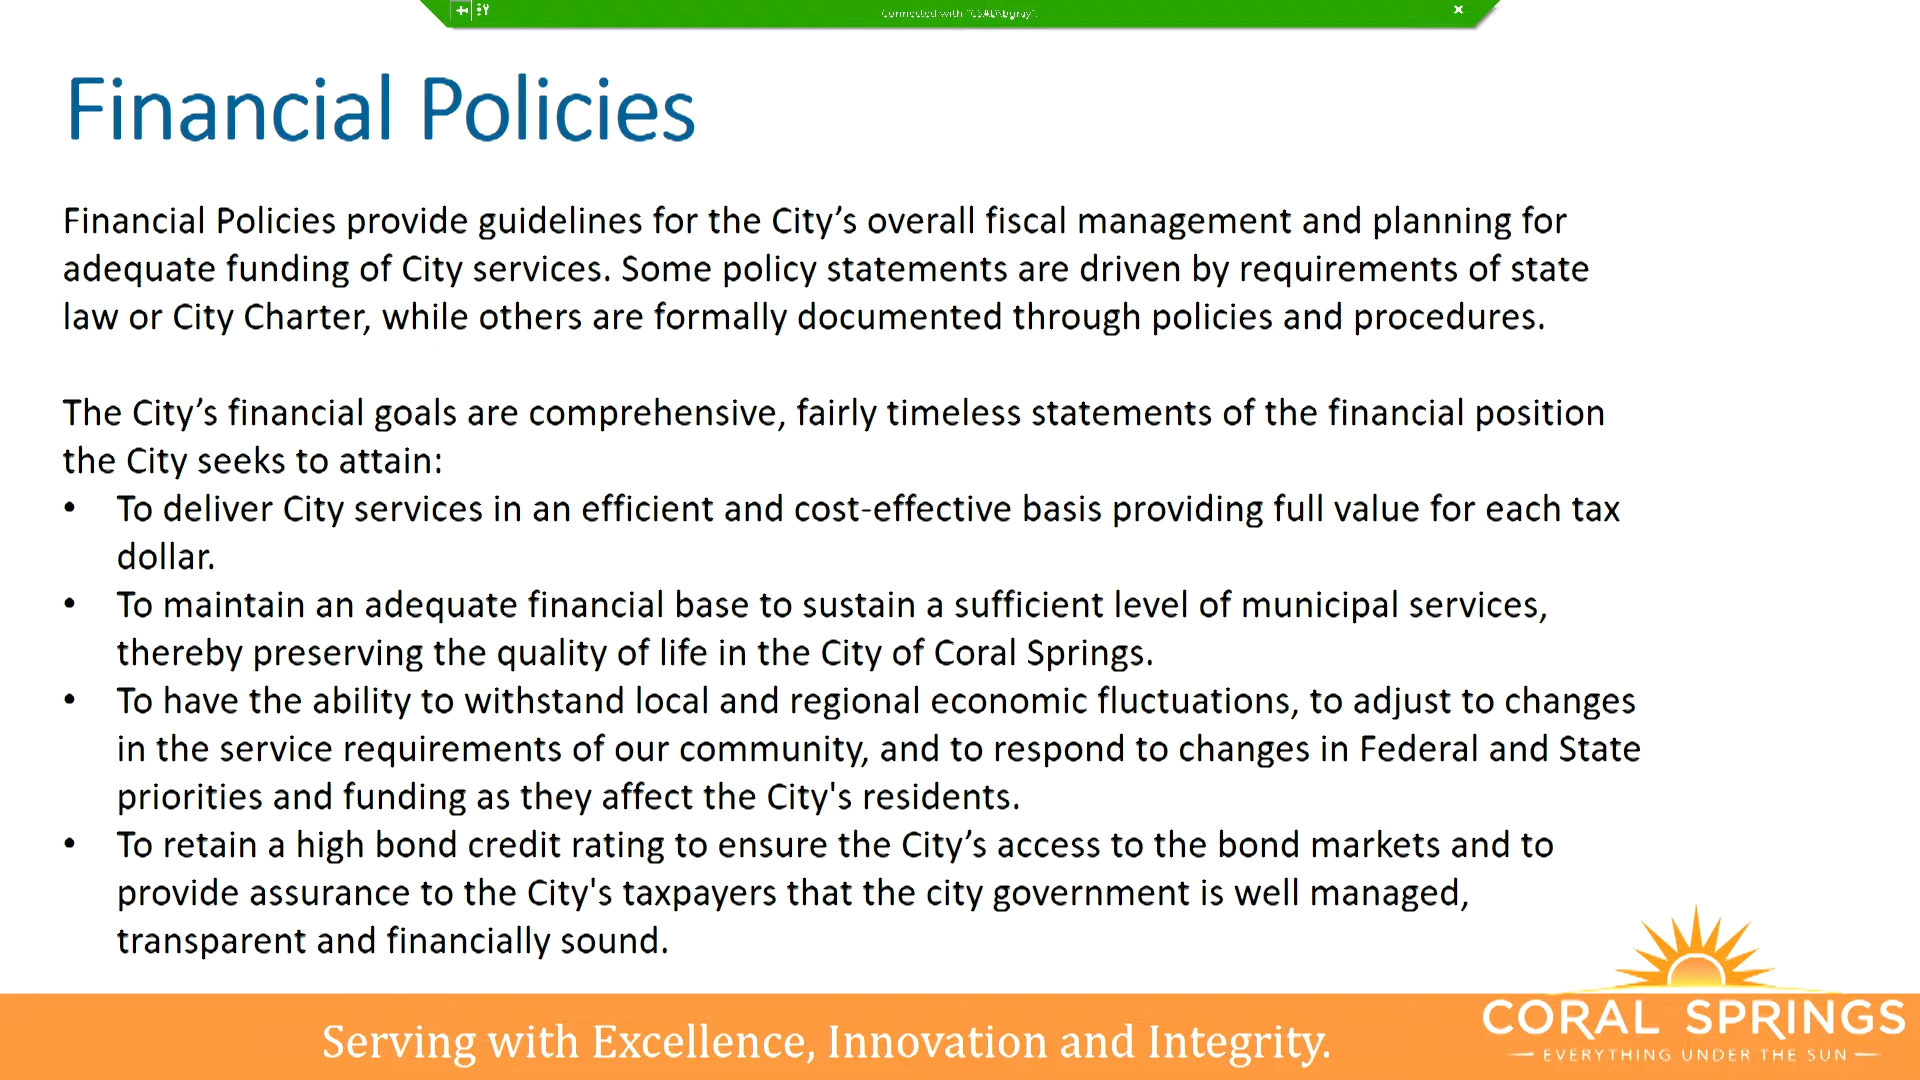 Connected with
Financial Policies
Financial Policies provide guidelines for the City’s overall fiscal management and planning for
adequate funding of City services. Some policy statements are driven by requirements of state
law or City Charter, while others are formally documented through policies and procedures.
The City’s financial goals are comprehensive, fairly timeless statements of the financial position
the City seeks to attain:
• To deliver City services in an efficient and cost-effective basis providing full value for each tax
dollar.
• To maintain an adequate financial base to sustain a sufficient level of municipal services,
thereby preserving the quality of life in the City of Coral Springs.
• To have the ability to withstand local and regional economic fluctuations, to adjust to changes
in the service requirements of our community, and to respond to changes in Federal and State
priorities and funding as they affect the City's residents.
• To retain a high bond credit rating to ensure the City’s access to the bond markets and to
provide assurance to the City's taxpayers that the city government is well managed,
transparent and financially sound.
Serving with Excellence, Innovation and Integrity.
CORAL SPRINGS
EVERYTHING UNDER THE SUN